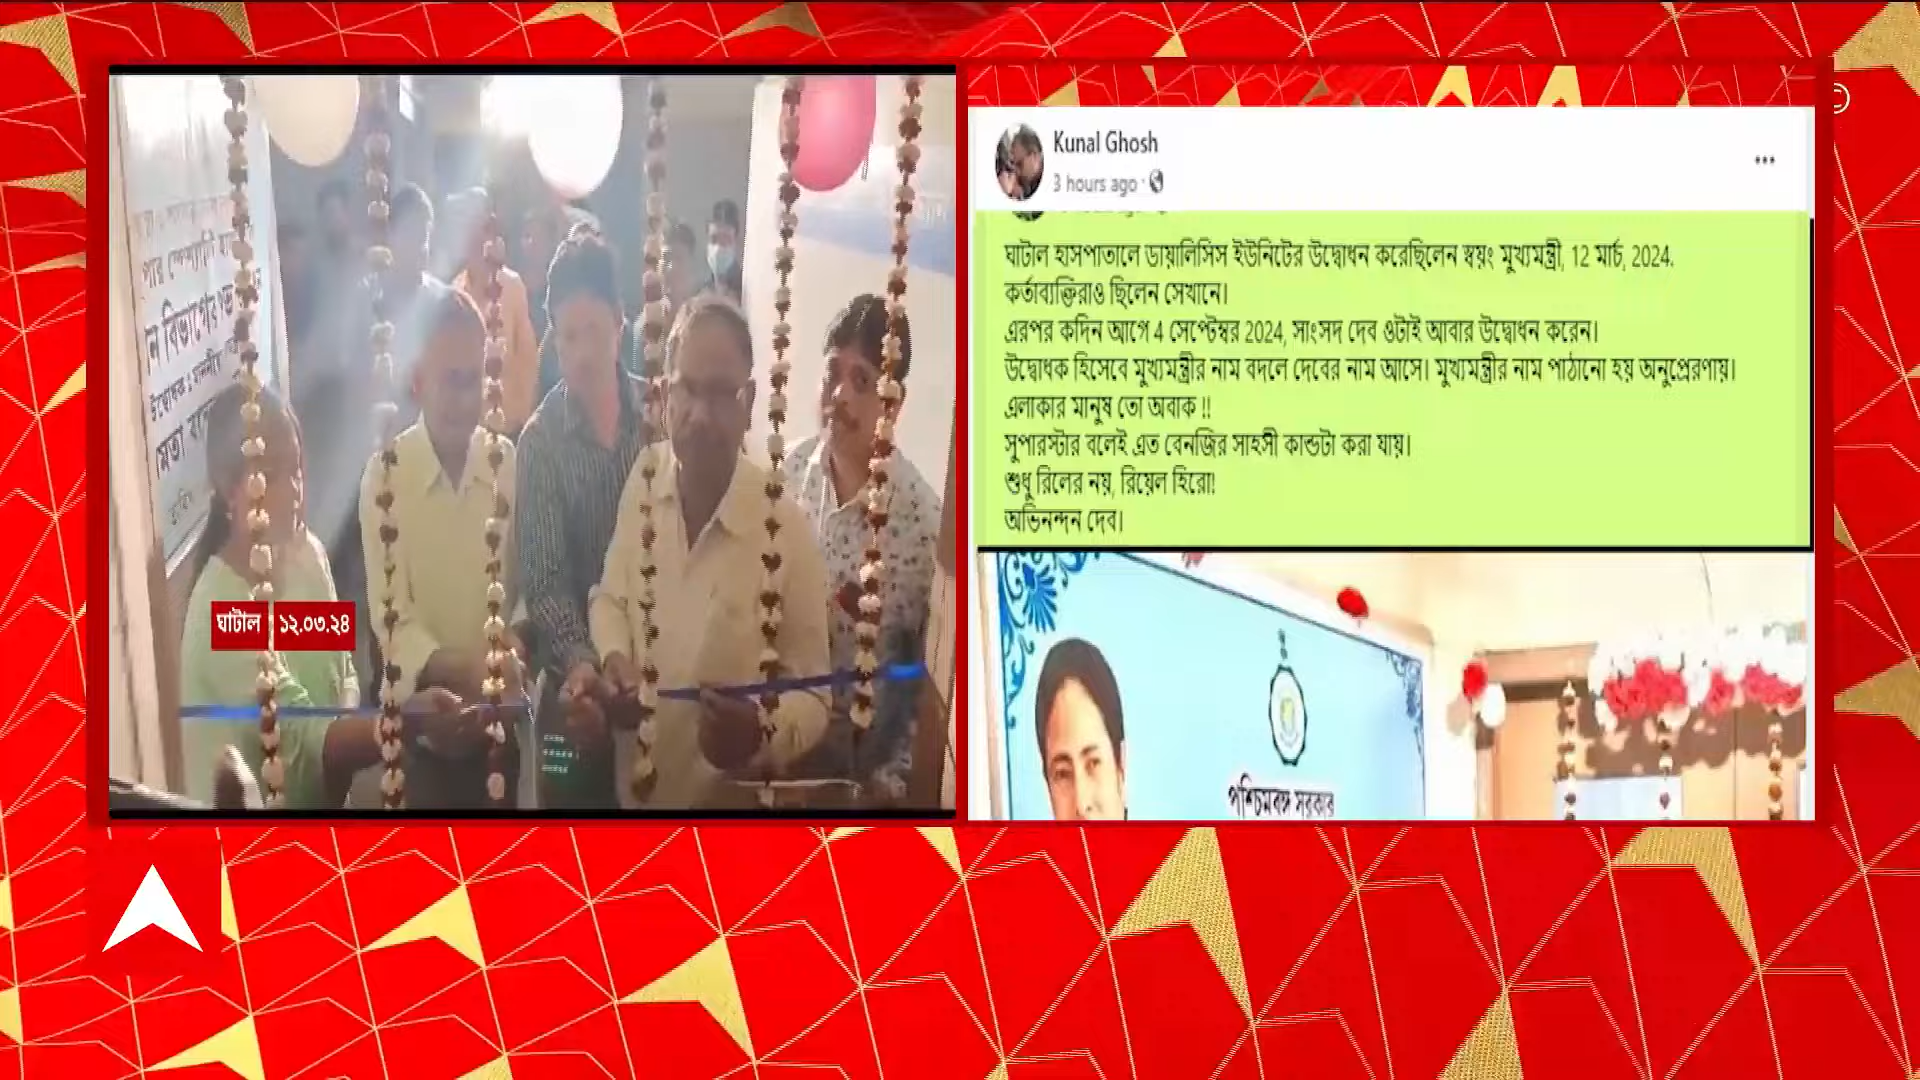 ন বিভাগের শুভ
ঘাটাল ১২.০৩.২৪
Kunal Ghosh
3 hours ago
ঘাটাল হাসপাতালে ডায়ালিসিস ইউনিটের উদ্বোধন করেছিলেন স্বয়ং মুখ্যমন্ত্রী, 12 মার্চ, 2024.
কর্তাব্যক্তিরাও ছিলেন সেখানে।
এরপর কদিন আগে 4 সেপ্টেম্বর 2024, সাংসদ দেব ওটাই আবার উদ্বোধন করেন।
উদ্বোধক হিসেবে মুখ্যমন্ত্রীর নাম বদলে দেবের নাম আসে। মুখ্যমন্ত্রীর নাম পাঠানো হয় অনুপ্রেরণায়।
এলাকার মানুষ তো অবাক !!
সুপারস্টার বলেই এত বেনজির সাহসী কান্ডটা করা যায়।
শুধু রিলের নয়, রিয়েল হিরো!
অভিনন্দন দেব।
পশ্চিমবঙ্গ সরকার